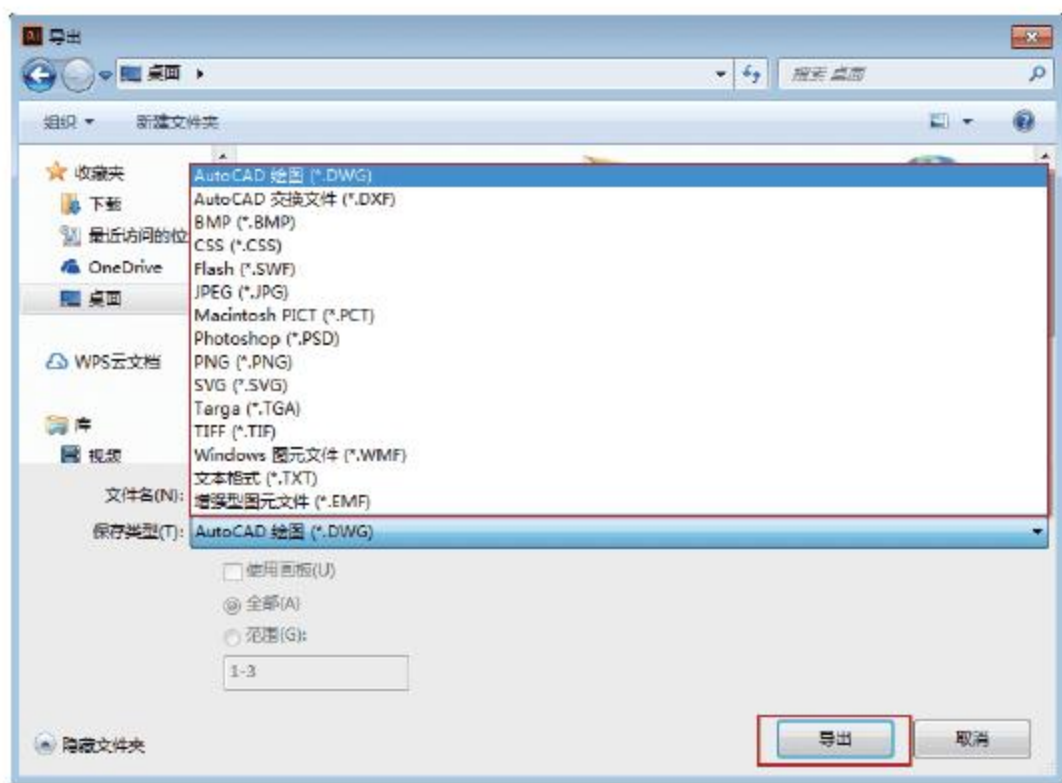 Ai 导出
桌面
搜索 桌面
组织 新建文件夹
收藏夹
下载
最近访问的位
OneDrive
桌面
WPS云文档
库
视频
AutoCAD 绘图 (*.DWG)
AutoCAD 交换文件 (*.DXF)
BMP (*.BMP)
CSS (*.CSS)
Flash (*.SWF)
JPEG (*.JPG)
Macintosh PICT (*.PCT)
Photoshop (*.PSD)
PNG (*.PNG)
SVG (*.SVG)
Targa (*.TGA)
TIFF (*.TIF)
Windows 图元文件 (*.WMF)
文本格式 (*.TXT)
增强型图元文件 (*.EMF)
文件名(N):
保存类型(T): AutoCAD 绘图 (*.DWG)
使用画板(U)
全部(A)
范围(G):
1-3
隐藏文件夹
导出 取消